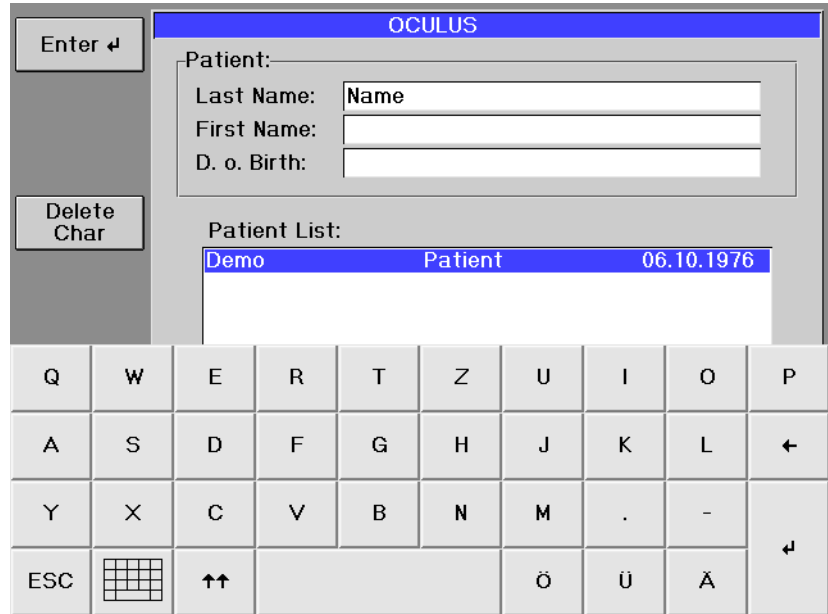 OCULUS
Enter ↵
Patient:
Last Name: Name
First Name:
D. o. Birth:
Delete
Char
Patient List:
Demo Patient 06.10.1976
Q W E R T Z U I O P
A S D F G H J K L ←
Y X C V B N M . - ↵
ESC ↑↑ Ö Ü Ä